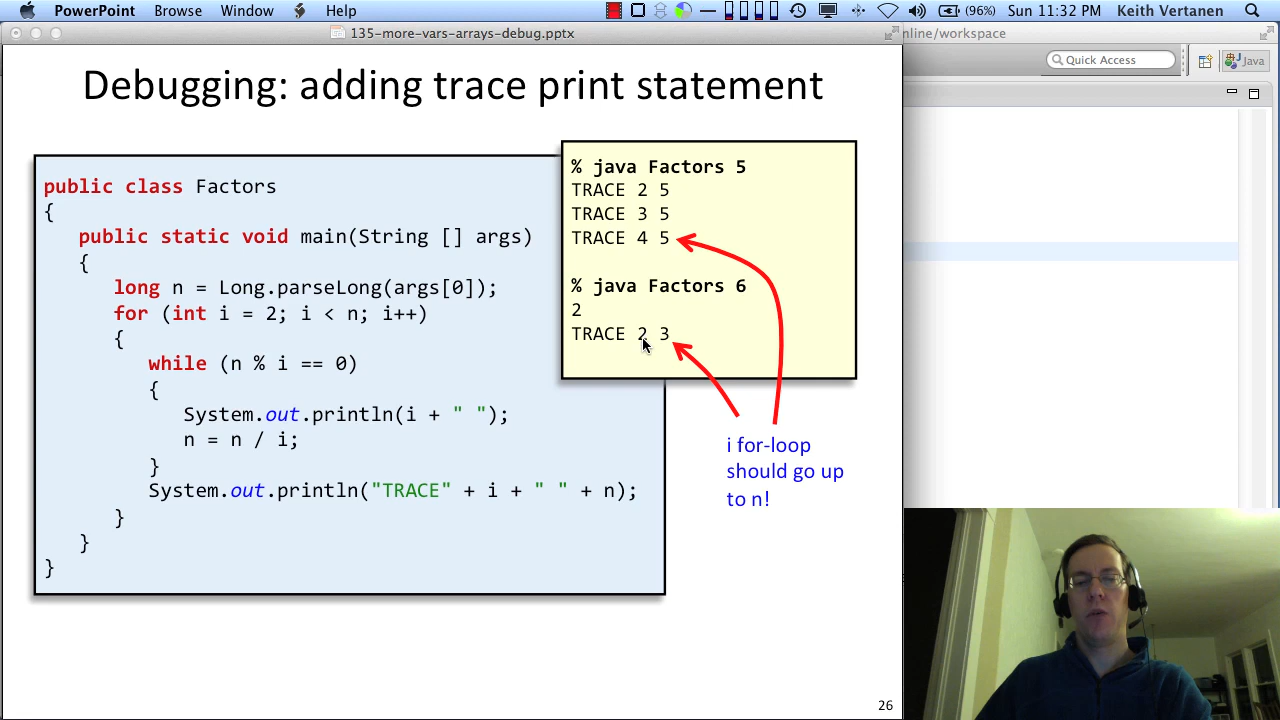 PowerPoint Browse Window Help (96%) Sun 11:32 PM Keith Vertanen
135-more-vars-arrays-debug.pptx
nline/workspace
Quick Access
Java
Debugging: adding trace print statement
public class Factors
{
public static void main(String [] args)
{
long n = Long.parseLong(args[0]);
for (int i = 2; i < n; i++)
{
while (n % i == 0)
{
System.out.println(i + " ");
n = n / i;
}
System.out.println("TRACE" + i + " " + n);
}
}
}
% java Factors 5
TRACE 2 5
TRACE 3 5
TRACE 4 5
% java Factors 6
2
TRACE 2 3
i for-loop
should go up
to n!
26